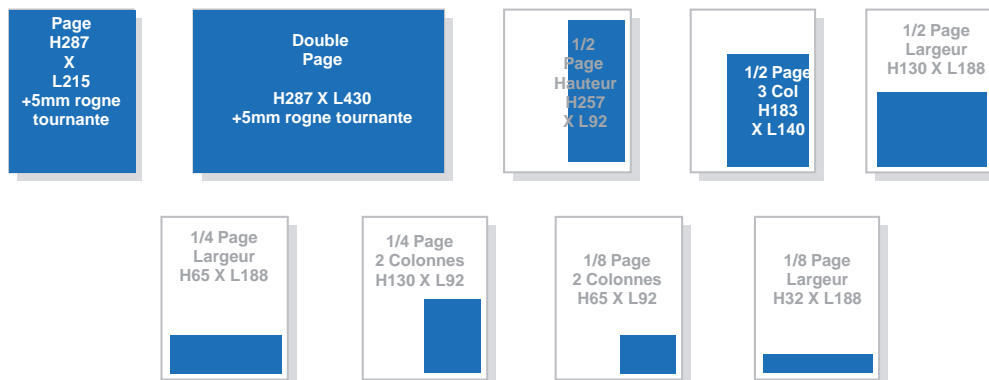 Page
H287
X
L215
+5mm rogne
tournante
Double
Page
H287 X L430
+5mm rogne tournante
1/2
Page
Hauteur
H257
X L92
1/2 Page
3 Col
H183
X L140
1/2 Page
Largeur
H130 X L188
1/4 Page
Largeur
H65 X L188
1/4 Page
2 Colonnes
H130 X L92
1/8 Page
2 Colonnes
H65 X L92
1/8 Page
Largeur
H32 X L188